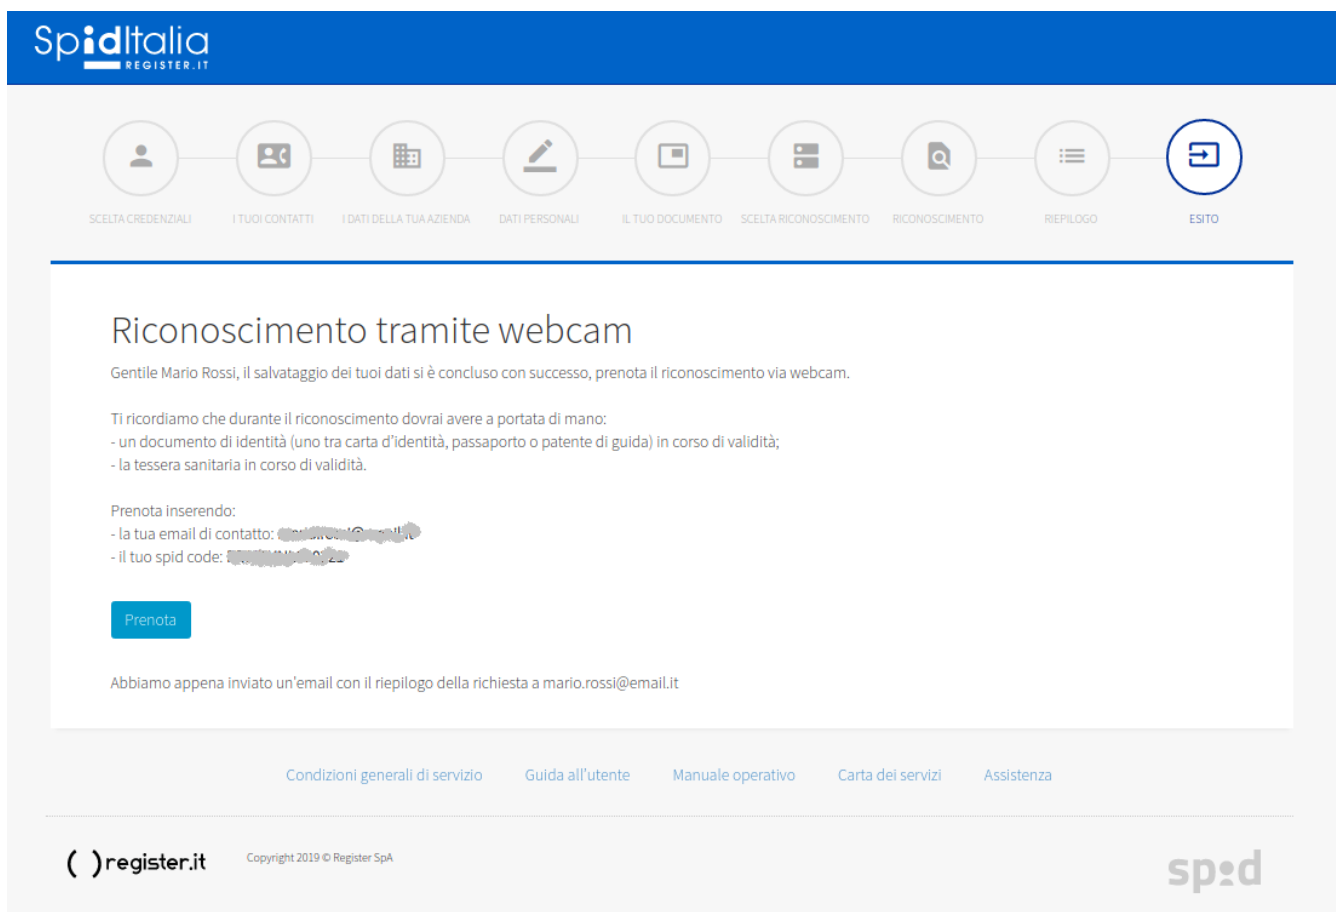 SpidItalia
REGISTER.IT
SCELTA CREDENZIALI
I TUOI CONTATTI
I DATI DELLA TUA AZIENDA
DATI PERSONALI
IL TUO DOCUMENTO
SCELTA RICONOSCIMENTO
RICONOSCIMENTO
RIEPILOGO
ESITO
Riconoscimento tramite webcam
Gentile Mario Rossi, il salvataggio dei tuoi dati si è concluso con successo, prenota il riconoscimento via webcam.
Ti ricordiamo che durante il riconoscimento dovrai avere a portata di mano:
- un documento di identità (uno tra carta d’identità, passaporto o patente di guida) in corso di validità;
- la tessera sanitaria in corso di validità.
Prenota inserendo:
- la tua email di contatto:
- il tuo spid code:
Prenota
Abbiamo appena inviato un'email con il riepilogo della richiesta a mario.rossi@email.it
Condizioni generali di servizio
Guida all'utente
Manuale operativo
Carta dei servizi
Assistenza
( ) register.it
Copyright 2019 © Register SpA
spid